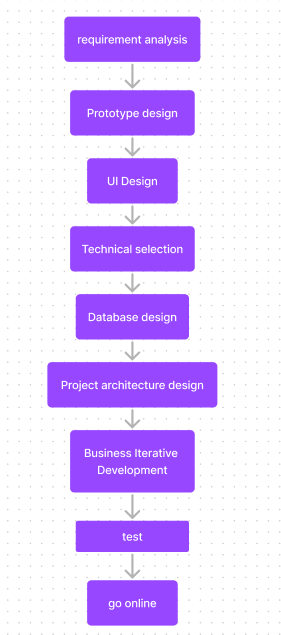 requirement analysis
Prototype design
UI Design
Technical selection
Database design
Project architecture design
Business Iterative
Development
test
go online